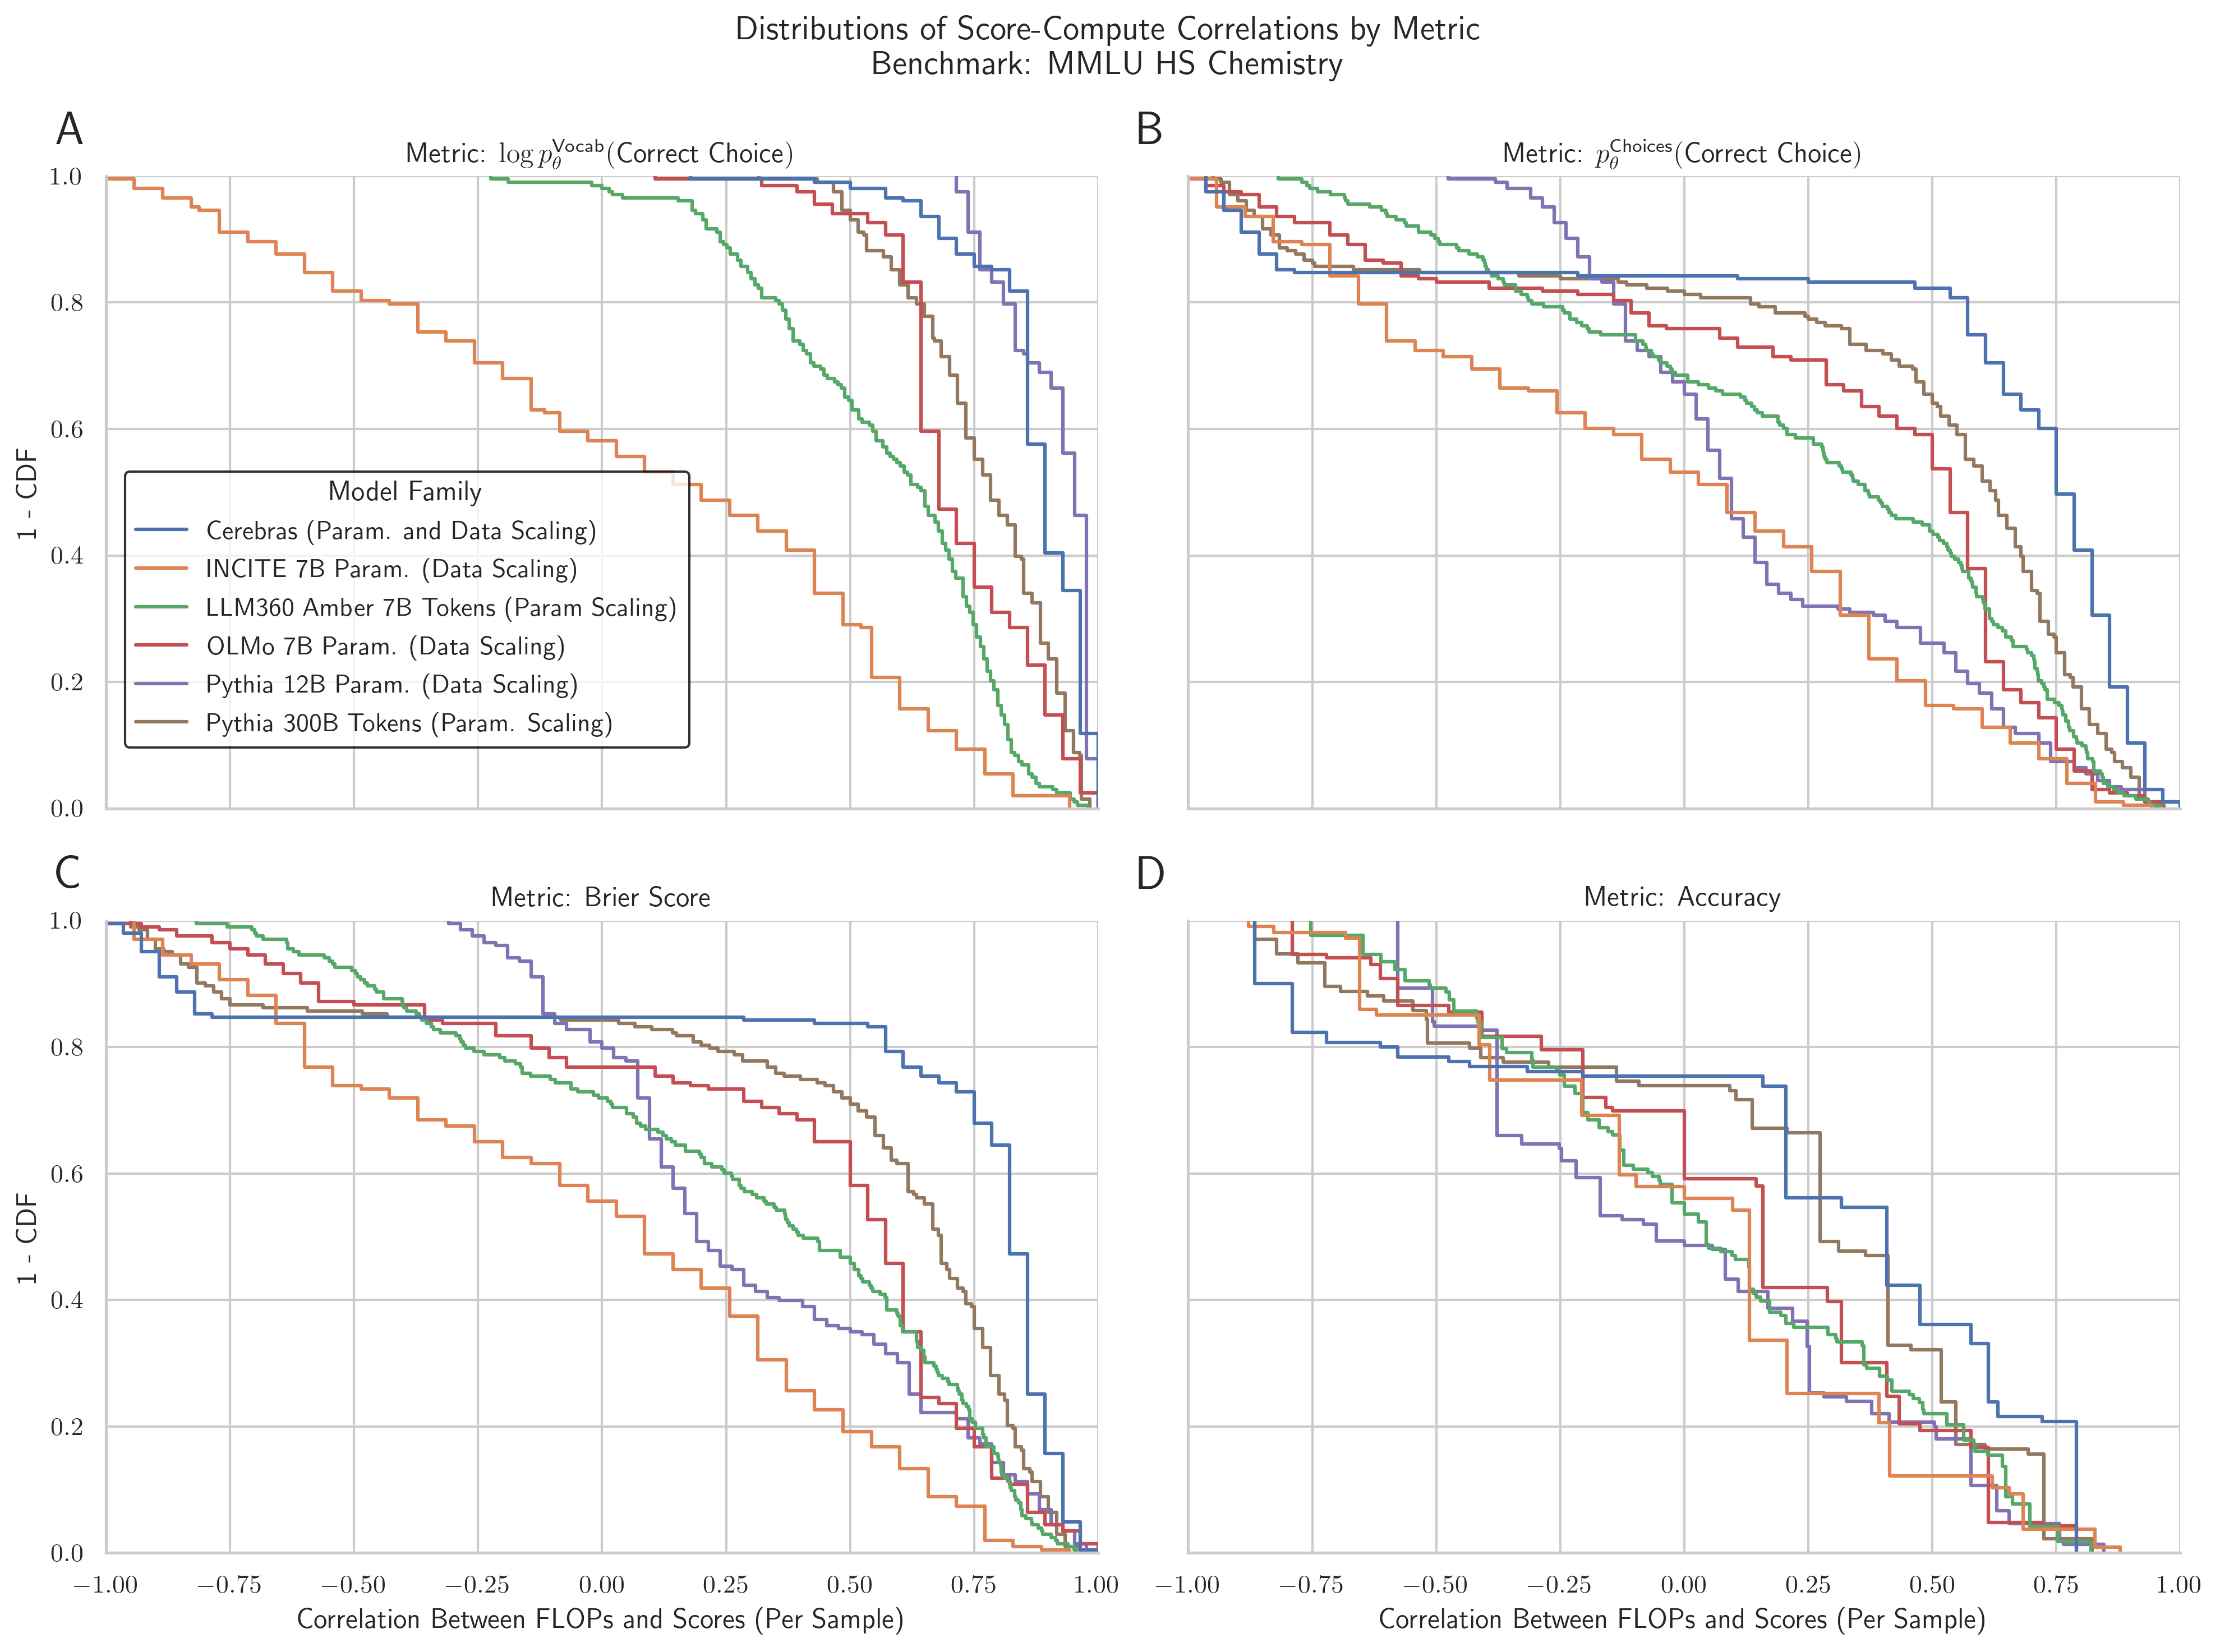 Distributions of Score-Compute Correlations by Metric
Benchmark: MMLU HS Chemistry
A
Metric: log p_θ^Vocab(Correct Choice)
1 - CDF
1.0
0.8
0.6
0.4
0.2
0.0
Model Family
Cerebras (Param. and Data Scaling)
INCITE 7B Param. (Data Scaling)
LLM360 Amber 7B Tokens (Param Scaling)
OLMo 7B Param. (Data Scaling)
Pythia 12B Param. (Data Scaling)
Pythia 300B Tokens (Param. Scaling)
B
Metric: p_θ^Choices(Correct Choice)
C
Metric: Brier Score
1 - CDF
1.0
0.8
0.6
0.4
0.2
0.0
−1.00 −0.75 −0.50 −0.25 0.00 0.25 0.50 0.75 1.00
Correlation Between FLOPs and Scores (Per Sample)
D
Metric: Accuracy
−1.00 −0.75 −0.50 −0.25 0.00 0.25 0.50 0.75 1.00
Correlation Between FLOPs and Scores (Per Sample)